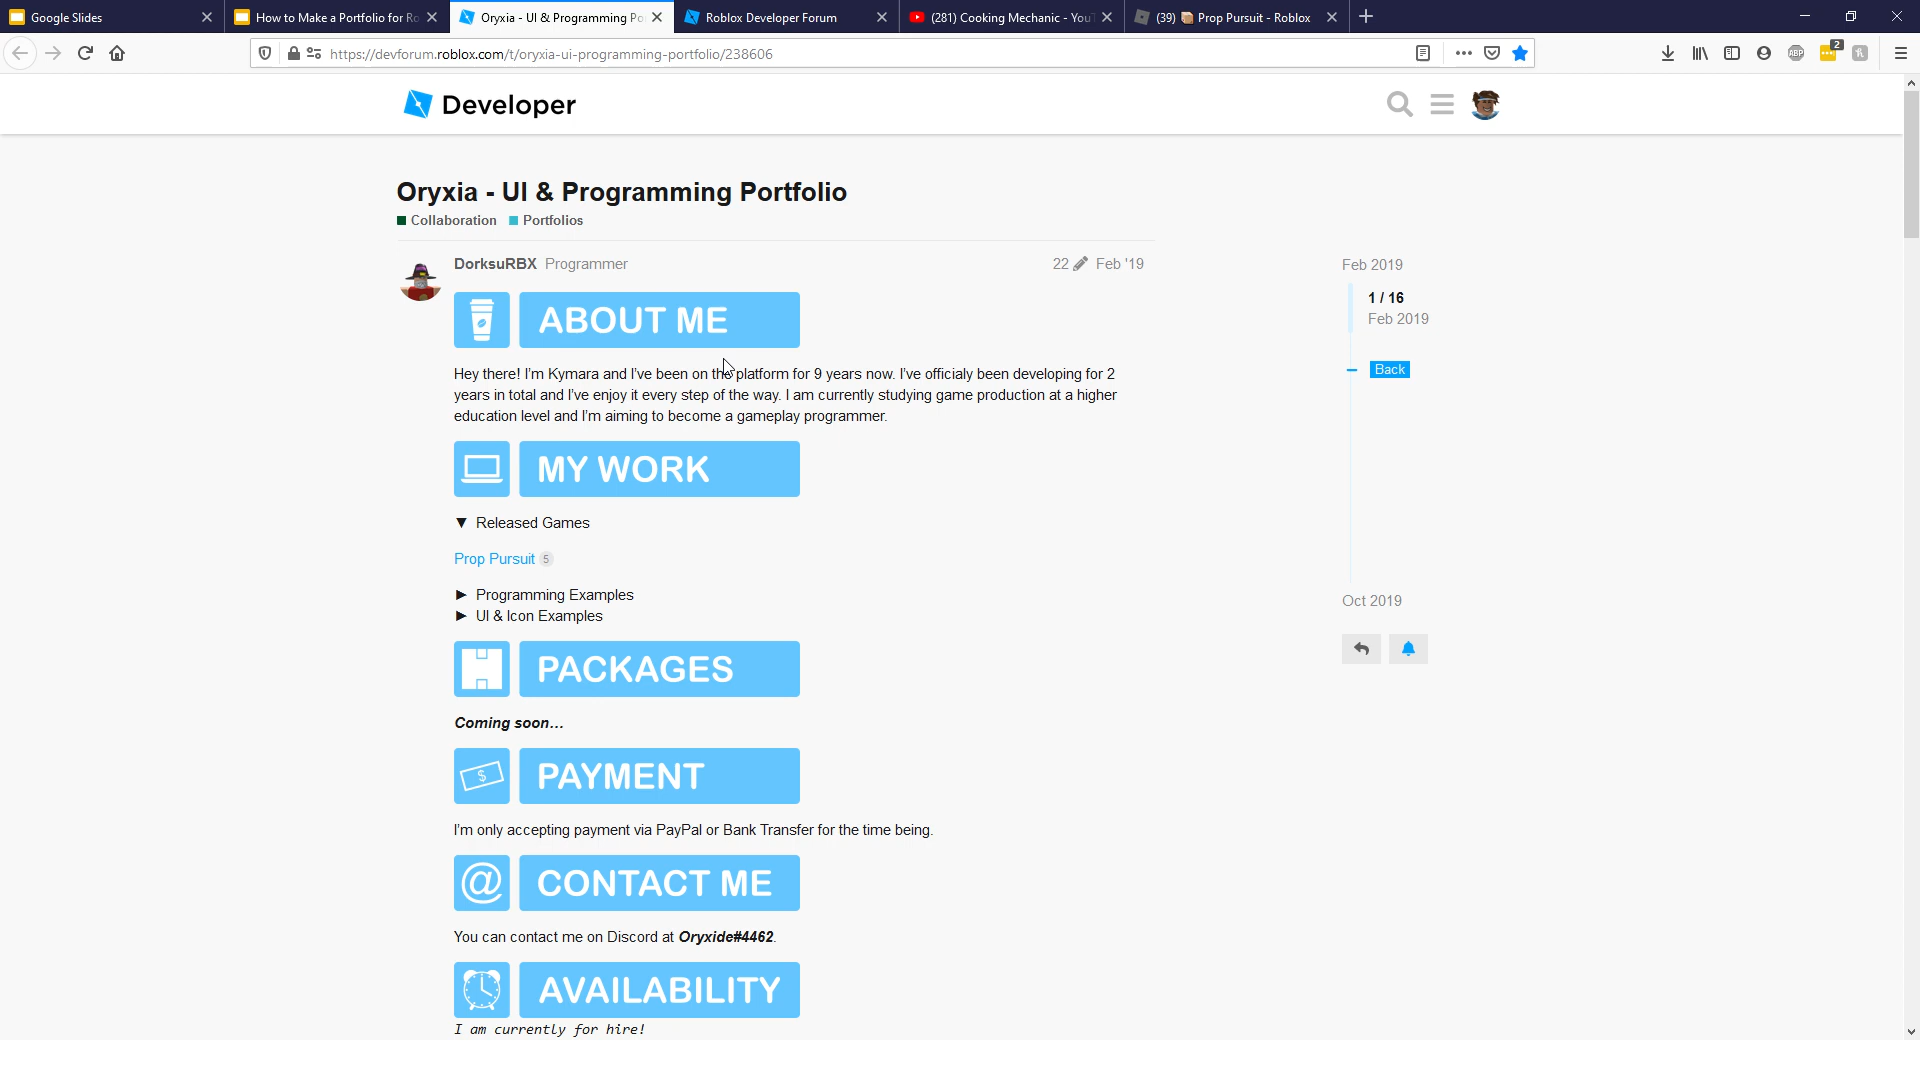 Google Slides
How to Make a Portfolio for Ro
Oryxia - UI & Programming Po
Roblox Developer Forum
(281) Cooking Mechanic - YouT
(39) 📦 Prop Pursuit - Roblox
https://devforum.roblox.com/t/oryxia-ui-programming-portfolio/238606
ABP
2
Developer
Oryxia - UI & Programming Portfolio
Collaboration Portfolios
DorksuRBX Programmer 22 Feb '19
ABOUT ME
Hey there! I'm Kymara and I've been on the platform for 9 years now. I've officialy been developing for 2
years in total and I've enjoy it every step of the way. I am currently studying game production at a higher
education level and I'm aiming to become a gameplay programmer.
MY WORK
▼ Released Games
Prop Pursuit 5
► Programming Examples
► UI & Icon Examples
PACKAGES
Coming soon…
$ PAYMENT
I'm only accepting payment via PayPal or Bank Transfer for the time being.
@ CONTACT ME
You can contact me on Discord at Oryxide#4462.
AVAILABILITY
I am currently for hire!
Feb 2019
1 / 16
Feb 2019
Back
Oct 2019